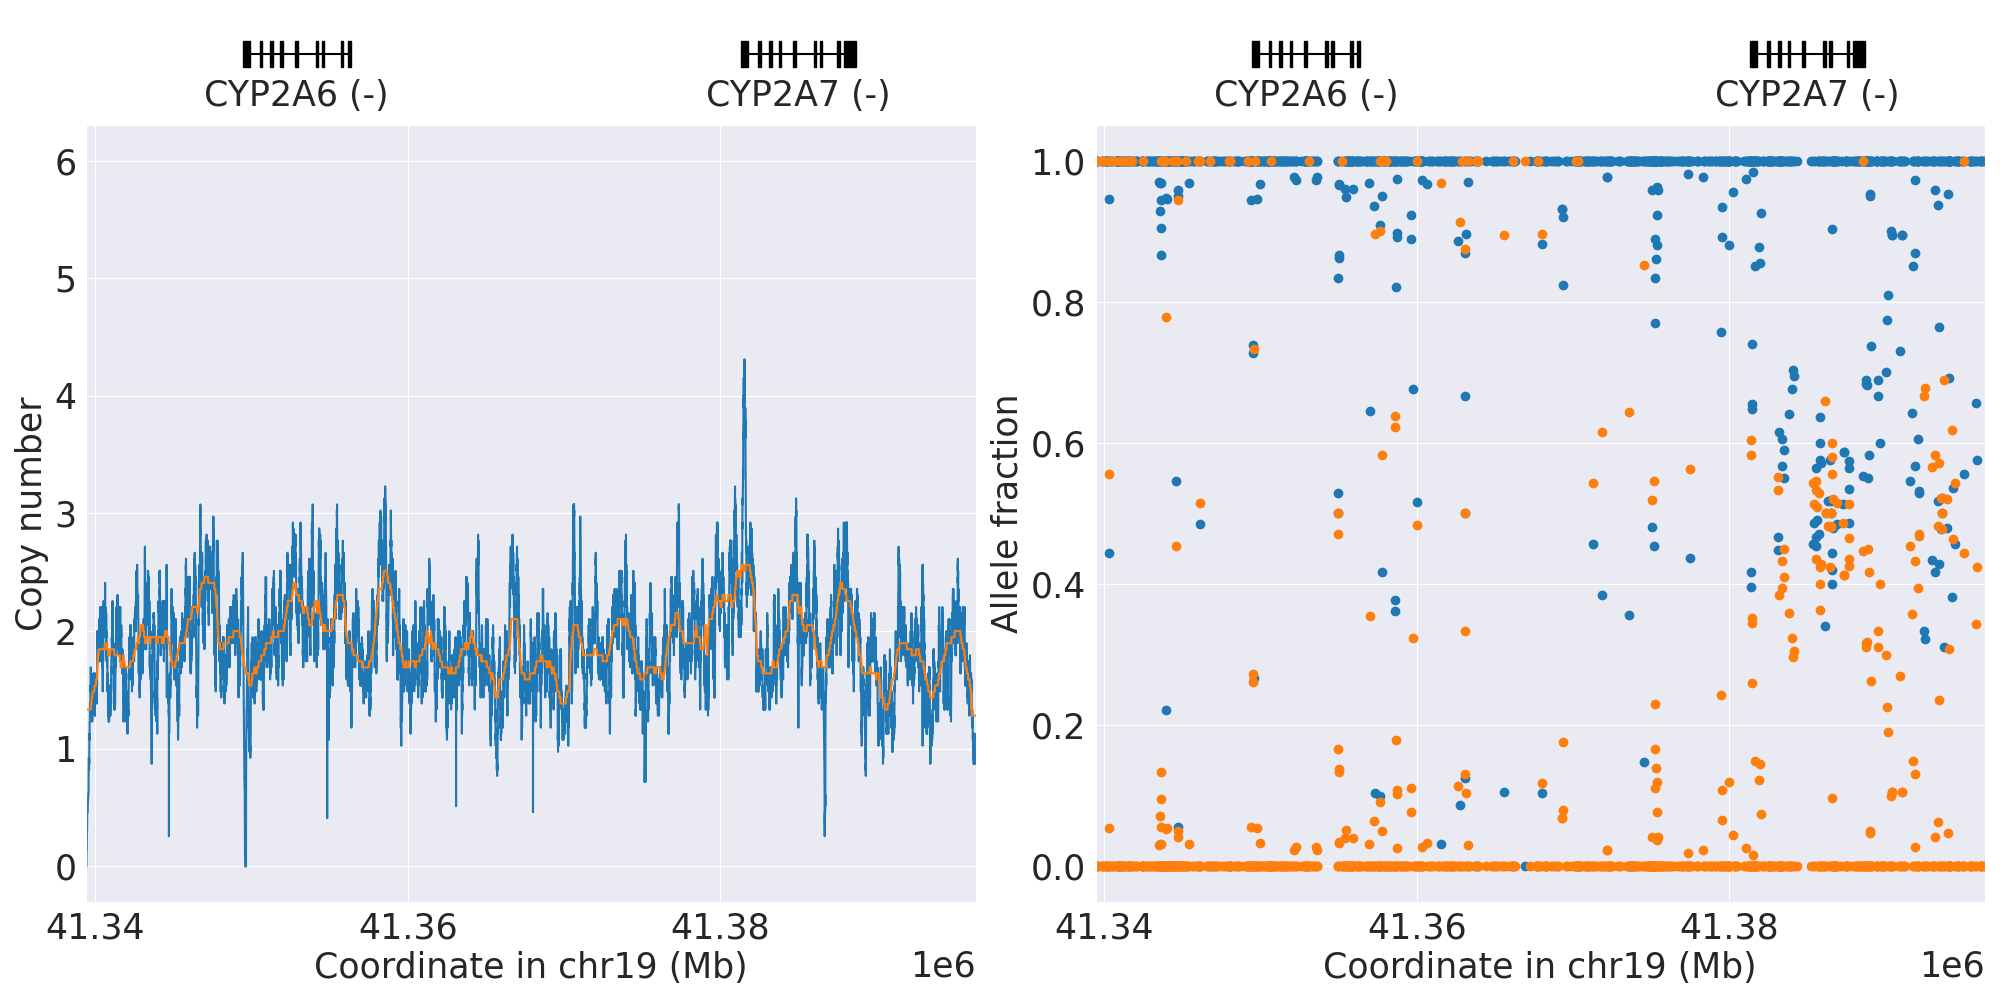 CYP2A6 (-) CYP2A7 (-)
6
5
4
3
2
1
0
Copy number
41.34 41.36 41.38
Coordinate in chr19 (Mb) 1e6
CYP2A6 (-) CYP2A7 (-)
1.0
0.8
0.6
0.4
0.2
0.0
Allele fraction
41.34 41.36 41.38
Coordinate in chr19 (Mb) 1e6